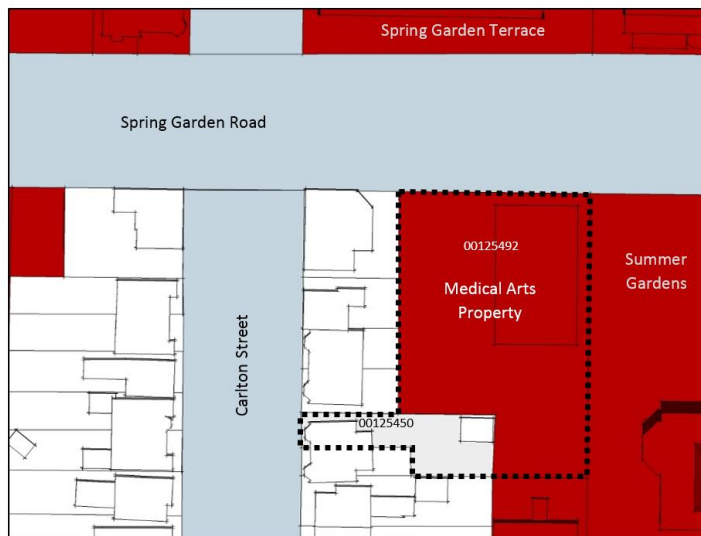 Spring Garden Terrace
Spring Garden Road
00125492
Medical Arts
Property
Summer
Gardens
Carlton Street
00125450